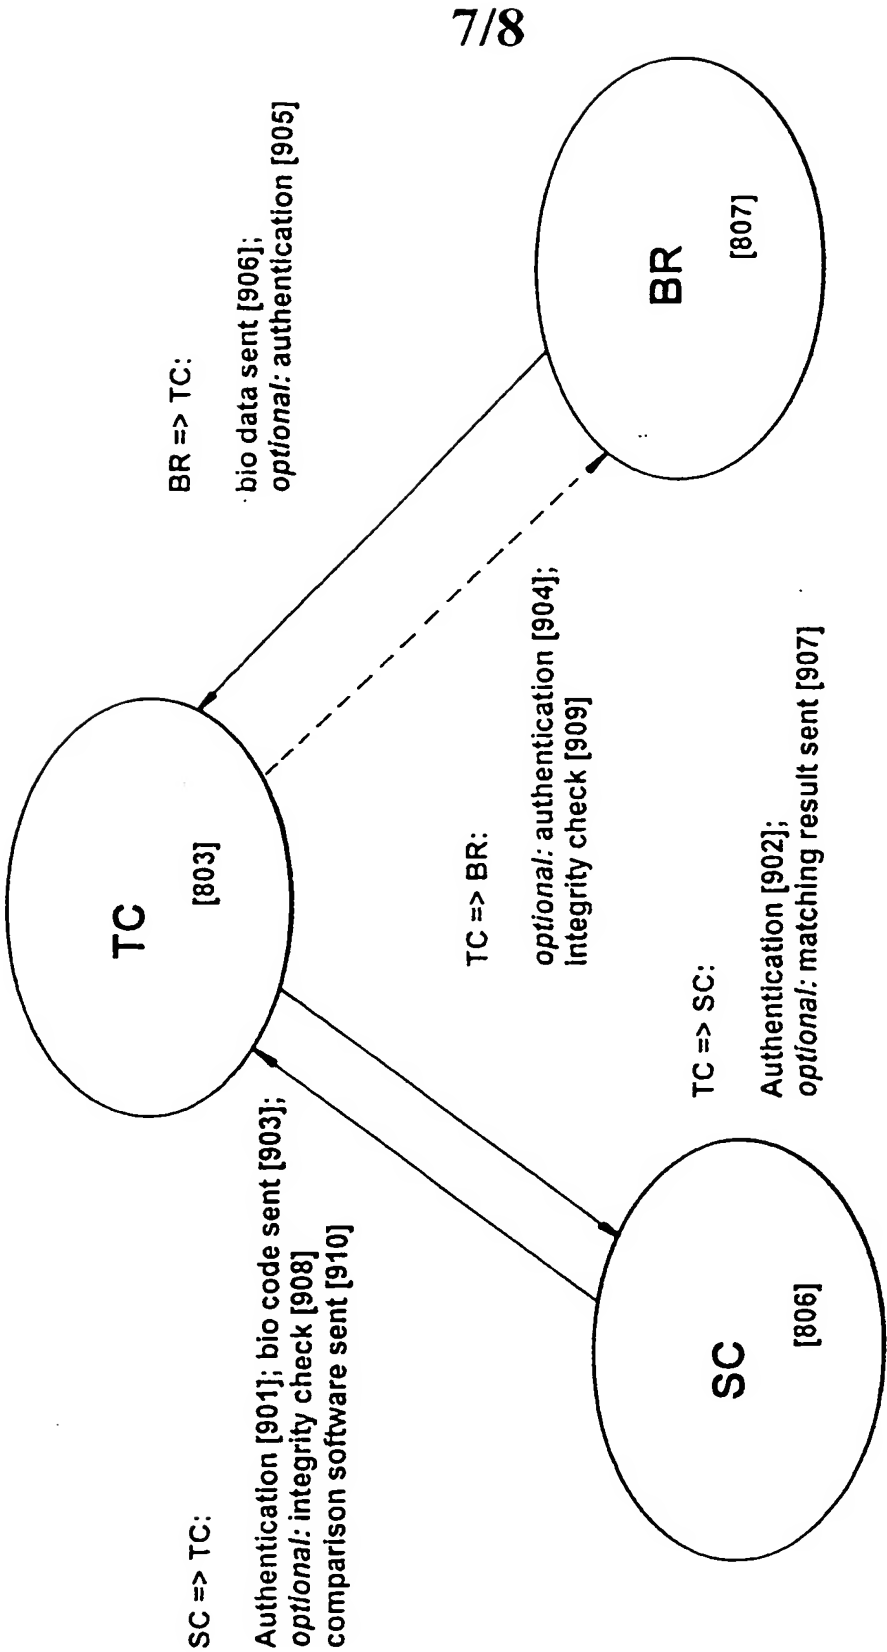 7/8
BR => TC:
bio data sent [906];
optional: authentication [905]
BR
[807]
TC
[803]
TC => BR:
optional: authentication [904];
integrity check [909]
TC => SC:
Authentication [902];
optional: matching result sent [907]
SC => TC:
Authentication [901]; bio code sent [903];
optional: integrity check [908]
comparison software sent [910]
SC
[806]